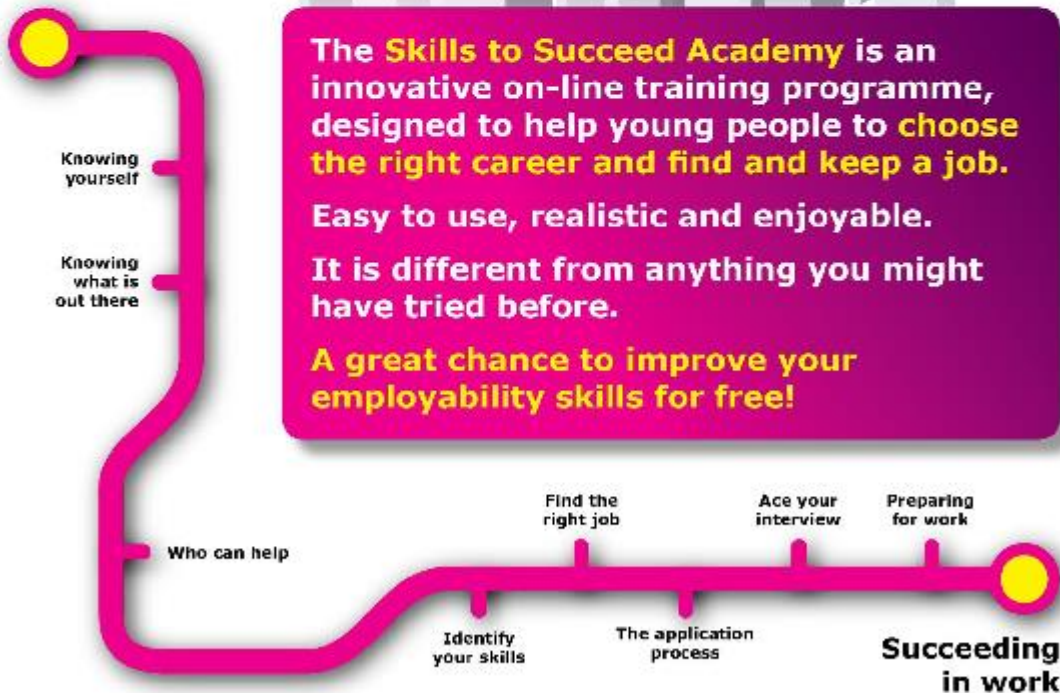 The Skills to Succeed Academy is an
innovative on-line training programme,
designed to help young people to choose
the right career and find and keep a job.
Easy to use, realistic and enjoyable.
It is different from anything you might
have tried before.
A great chance to improve your
employability skills for free!
Knowing
yourself
Knowing
what is
out there
Who can help
Identify
your skills
Find the
right job
The application
process
Ace your
interview
Preparing
for work
Succeeding
in work